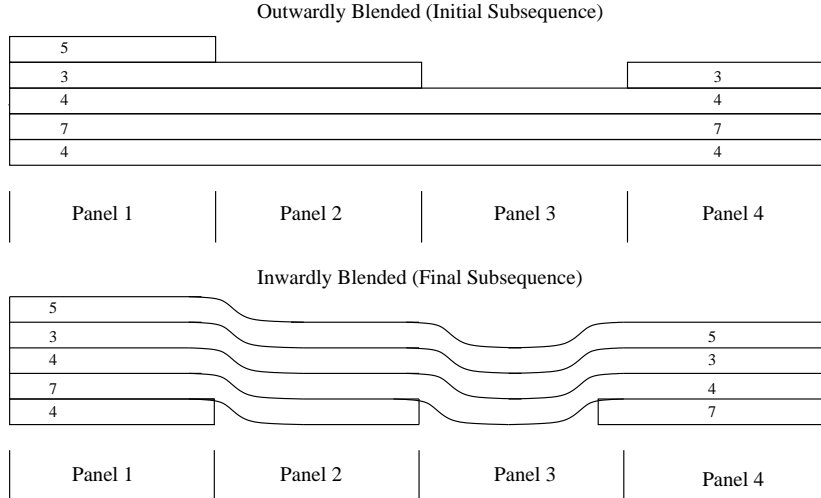 Outwardly Blended (Initial Subsequence)
5
3 3
4 4
7 7
4 4
Panel 1 Panel 2 Panel 3 Panel 4
Inwardly Blended (Final Subsequence)
5
3 5
4 3
7 4
4 7
Panel 1 Panel 2 Panel 3 Panel 4